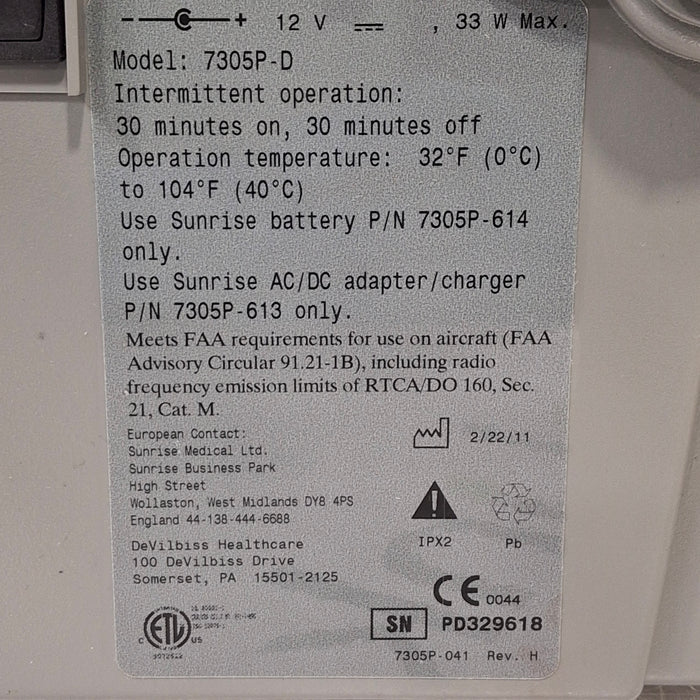 - + 12 V , 33 W Max.
Model: 7305P-D
Intermittent operation:
30 minutes on, 30 minutes off
Operation temperature: 32°F (0°C)
to 104°F (40°C)
Use Sunrise battery P/N 7305P-614
only.
Use Sunrise AC/DC adapter/charger
P/N 7305P-613 only.
Meets FAA requirements for use on aircraft (FAA
Advisory Circular 91.21-1B), including radio
frequency emission limits of RTCA/DO 160, Sec.
21, Cat. M.
European Contact:
Sunrise Medical Ltd.
Sunrise Business Park
High Street
Wollaston, West Midlands DY8 4PS
England 44-138-444-6688
2/22/11
DeVilbiss Healthcare
100 DeVilbiss Drive
Somerset, PA 15501-2125
IPX2
Pb
CE 0044
C ETL US
SN PD329618
7305P-041 Rev. H